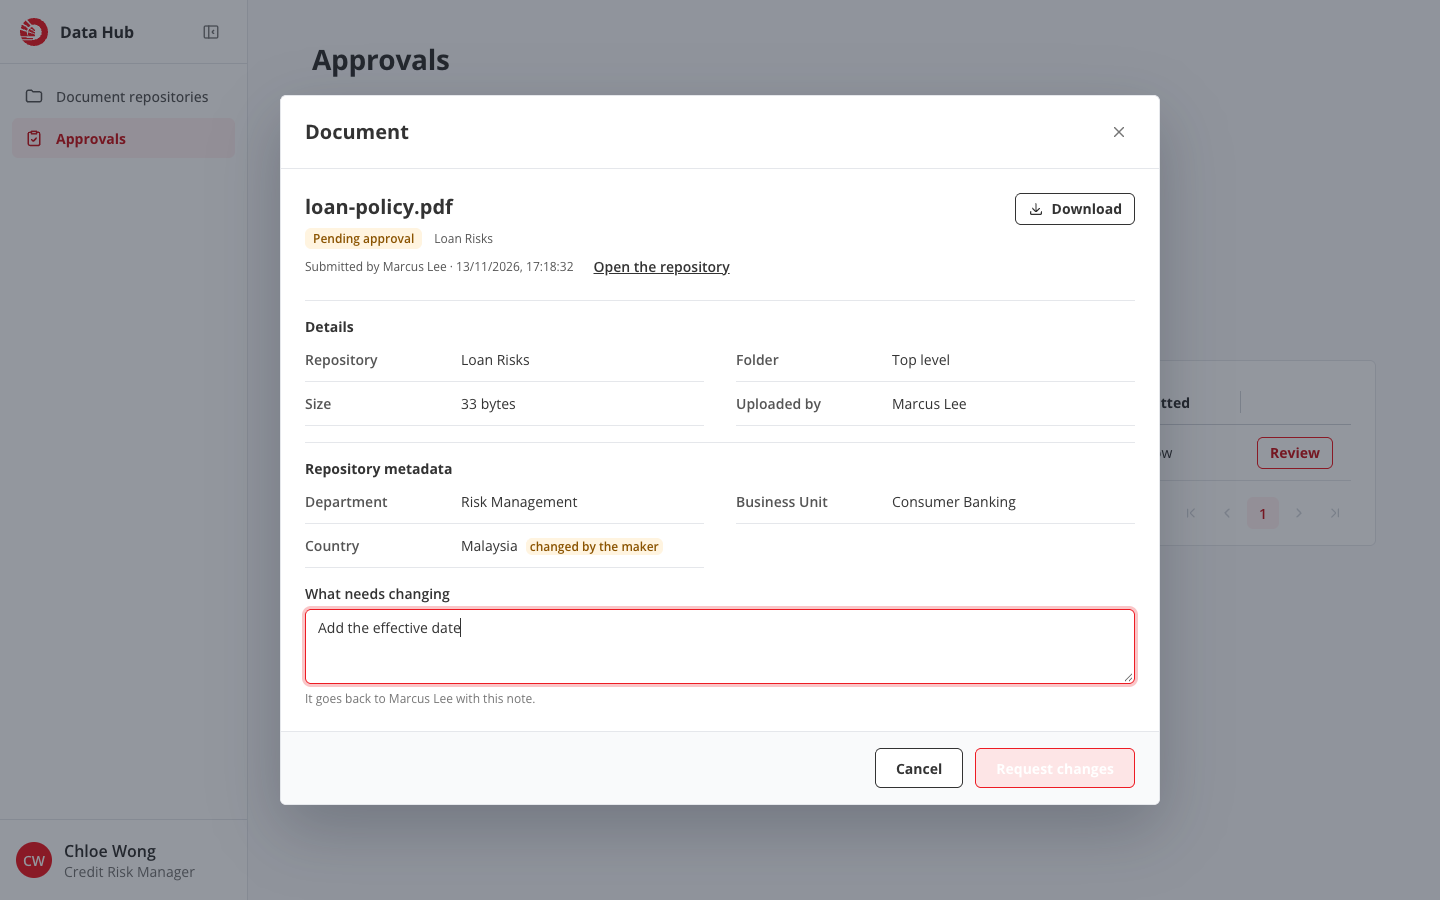 Data Hub
Document repositories
Approvals
Approvals
Document
loan-policy.pdf
Download
Pending approval
Loan Risks
Submitted by Marcus Lee · 13/11/2026, 17:18:32
Open the repository
Details
Repository
Loan Risks
Folder
Top level
Size
33 bytes
Uploaded by
Marcus Lee
Repository metadata
Department
Risk Management
Business Unit
Consumer Banking
Country
Malaysia
changed by the maker
What needs changing
Add the effective date
It goes back to Marcus Lee with this note.
Cancel
Request changes
Review
1
CW
Chloe Wong
Credit Risk Manager